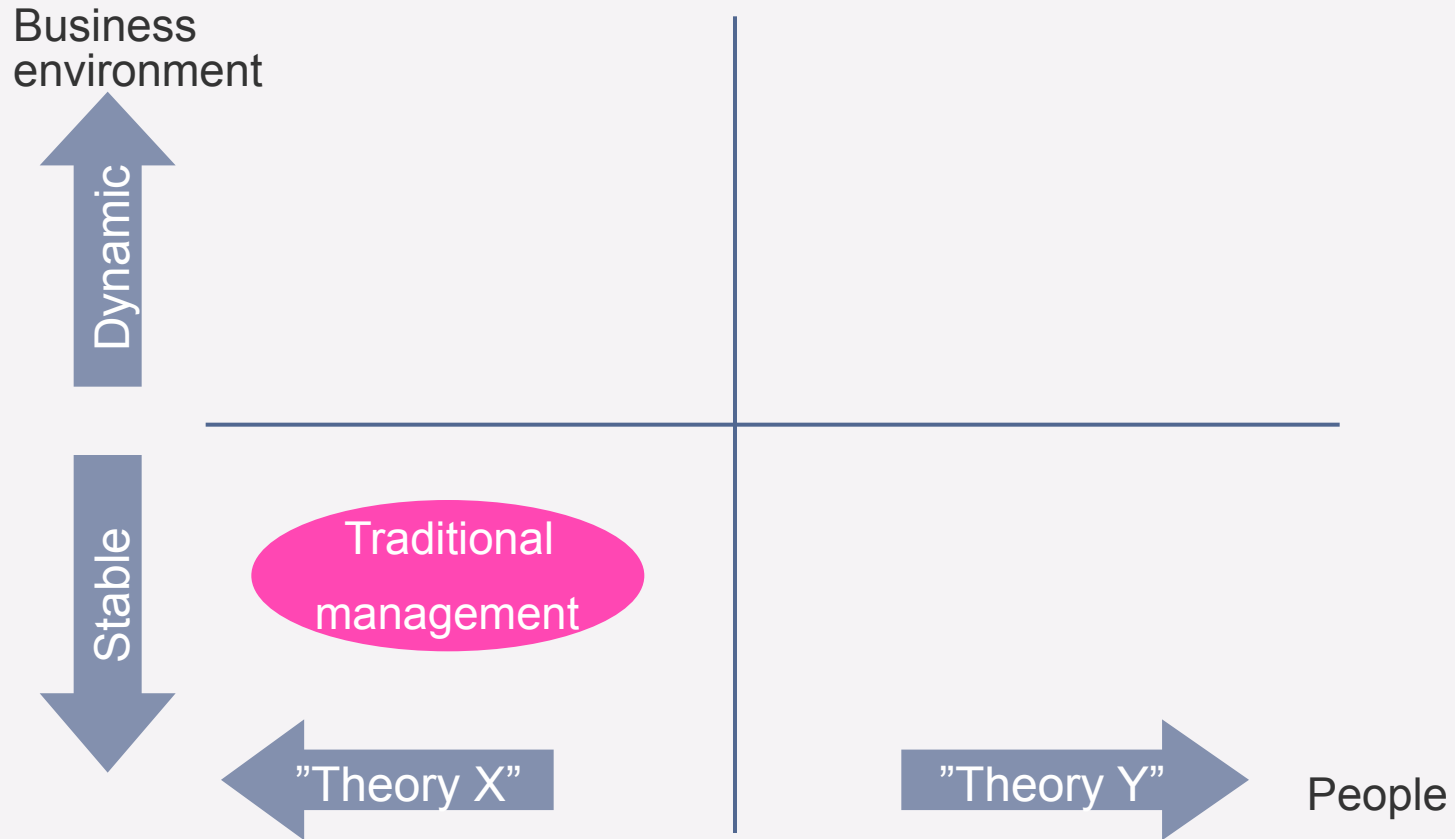 Business
environment
Dynamic
Stable
Traditional
management
”Theory X”
”Theory Y”
People